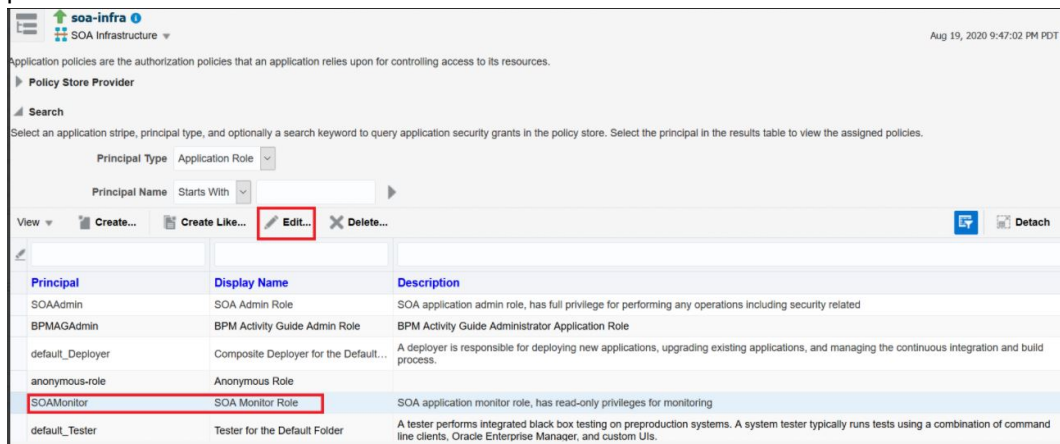 soa-infra
SOA Infrastructure
Aug 19, 2020 9:47:02 PM PDT
Application policies are the authorization policies that an application relies upon for controlling access to its resources.
Policy Store Provider
Search
Select an application stripe, principal type, and optionally a search keyword to query application security grants in the policy store. Select the principal in the results table to view the assigned policies.
Principal Type Application Role
Principal Name Starts With
View Create... Create Like... Edit... Delete... Detach
Principal Display Name Description
SOAAdmin SOA Admin Role SOA application admin role, has full privilege for performing any operations including security related
BPMAGAdmin BPM Activity Guide Admin Role BPM Activity Guide Administrator Application Role
default_Deployer Composite Deployer for the Default... A deployer is responsible for deploying new applications, upgrading existing applications, and managing the continuous integration and build
process.
anonymous-role Anonymous Role
SOAMonitor SOA Monitor Role SOA application monitor role, has read-only privileges for monitoring
default_Tester Tester for the Default Folder A tester performs integrated black box testing on preproduction systems. A system tester typically runs tests using a combination of command
line clients, Oracle Enterprise Manager, and custom UIs.